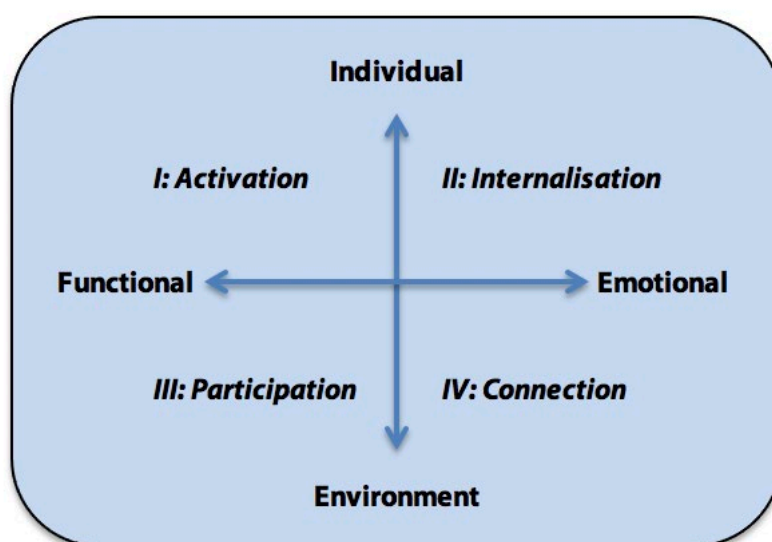 Individual
I: Activation
II: Internalisation
Functional
Emotional
III: Participation
IV: Connection
Environment